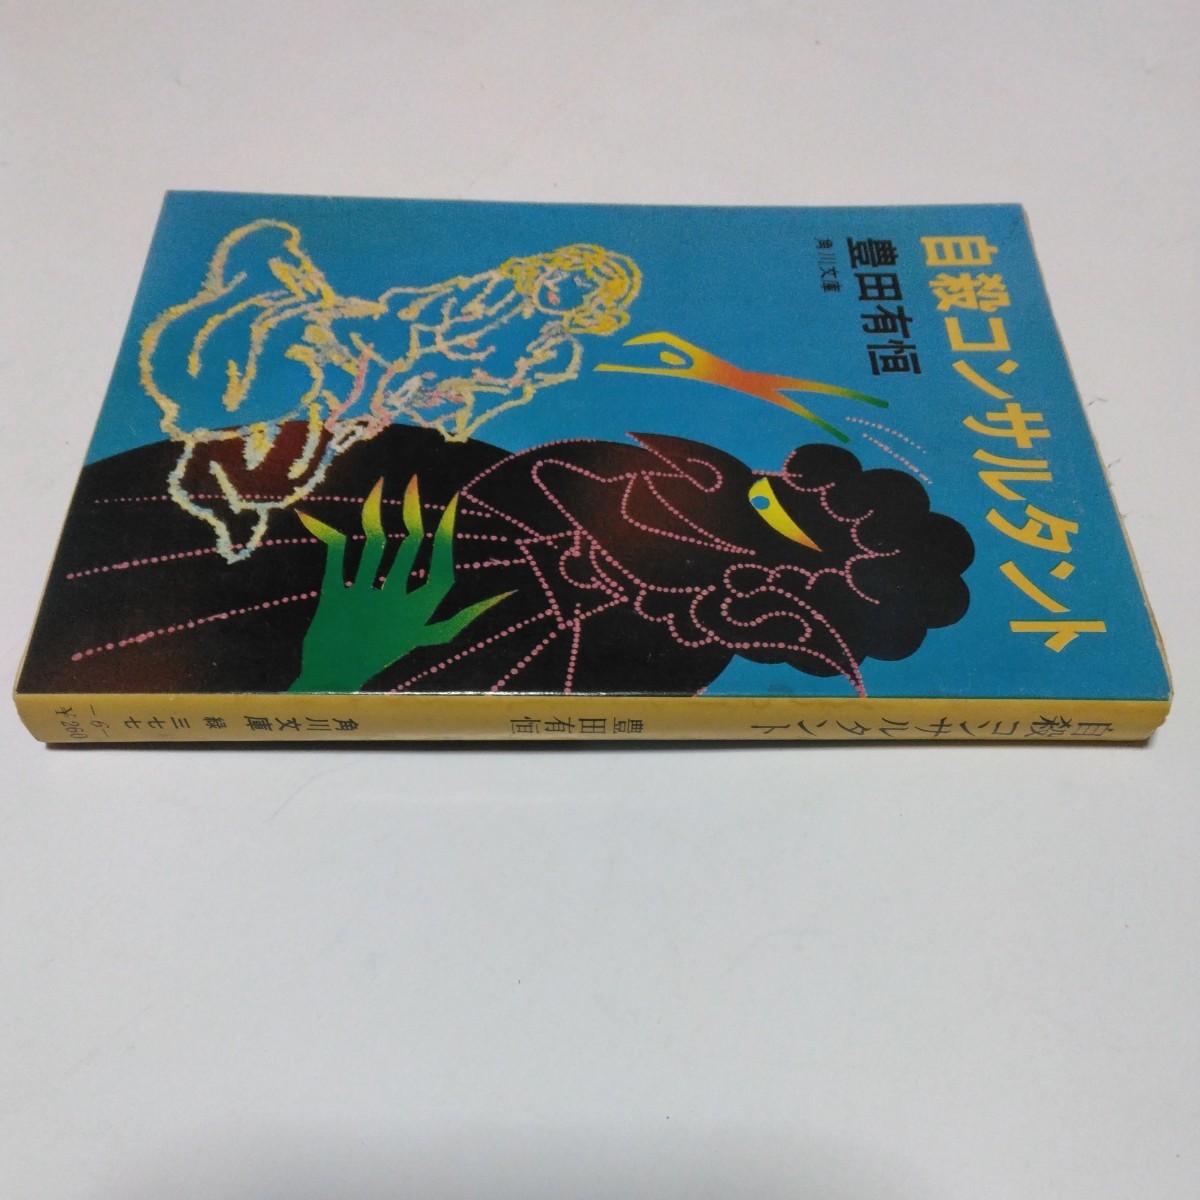 自殺コンサルタント
豊田有恒
角川文庫
自殺コンサルタント
豊田有恒
角川文庫
緑 三七七
—6—
¥260